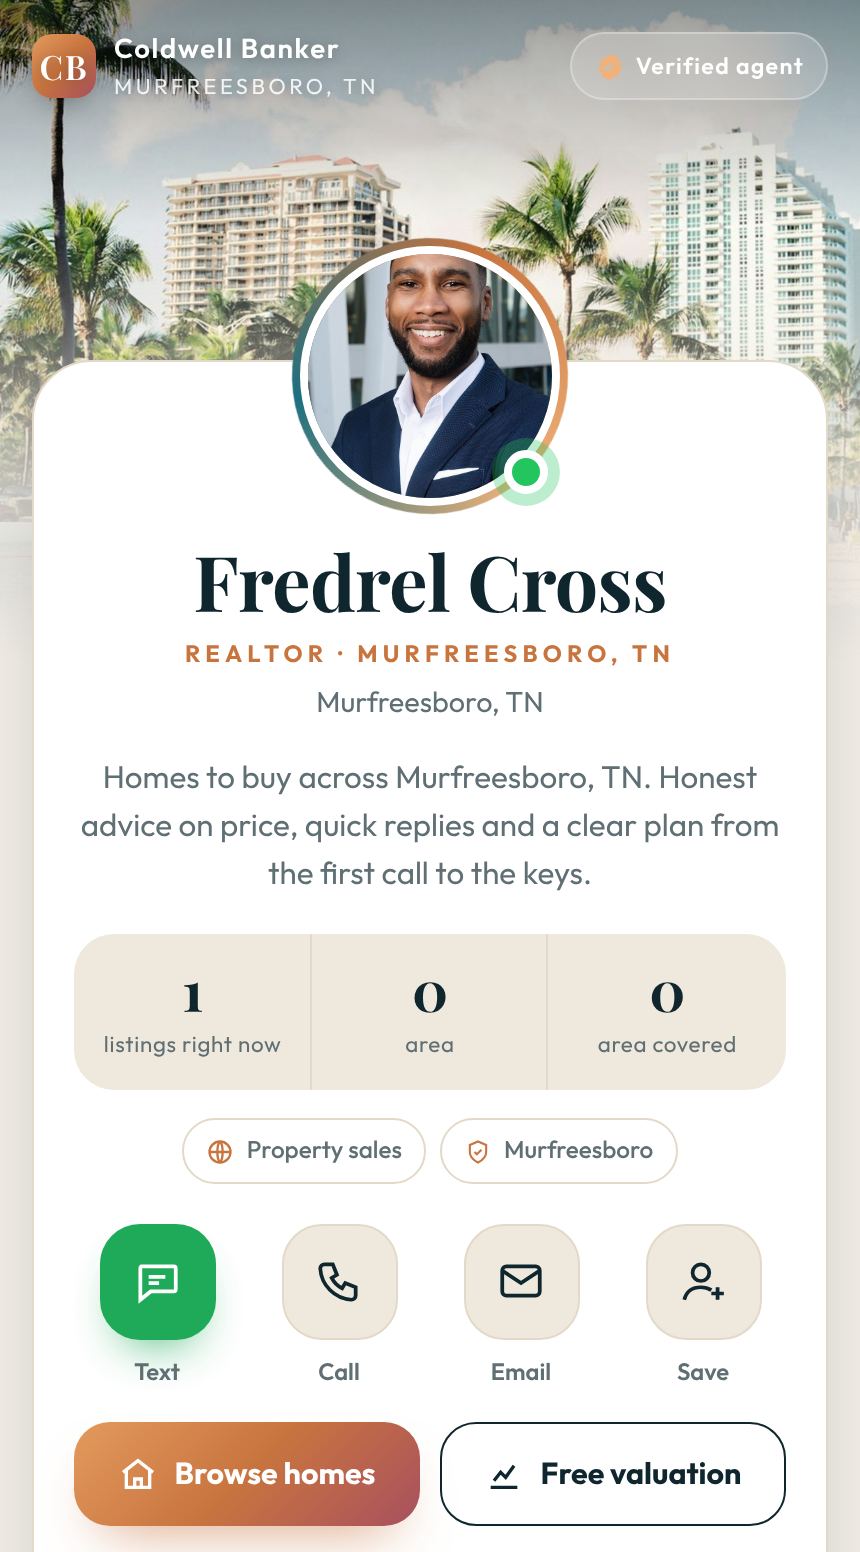 CB
Coldwell Banker
MURFREESBORO, TN
Verified agent
Fredrel Cross
REALTOR · MURFREESBORO, TN
Murfreesboro, TN
Homes to buy across Murfreesboro, TN. Honest
advice on price, quick replies and a clear plan from
the first call to the keys.
1
listings right now
0
area
0
area covered
Property sales
Murfreesboro
Text
Call
Email
Save
Browse homes
Free valuation